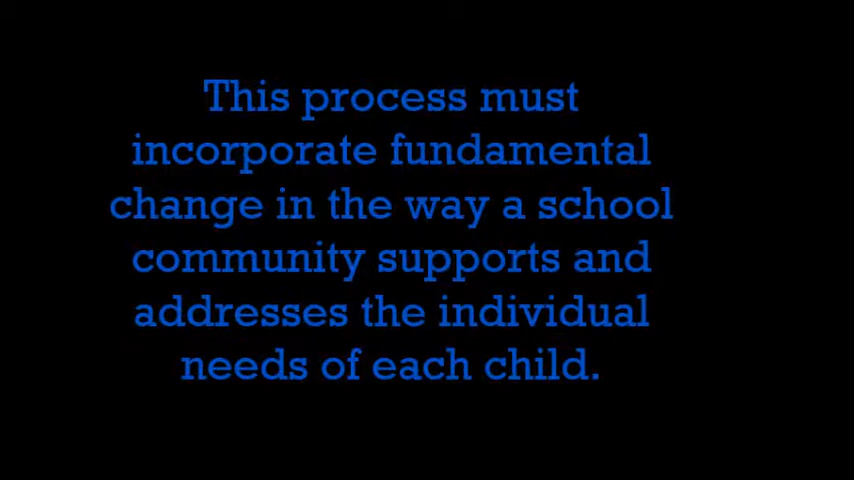 This process must
incorporate fundamental
change in the way a school
community supports and
addresses the individual
needs of each child.